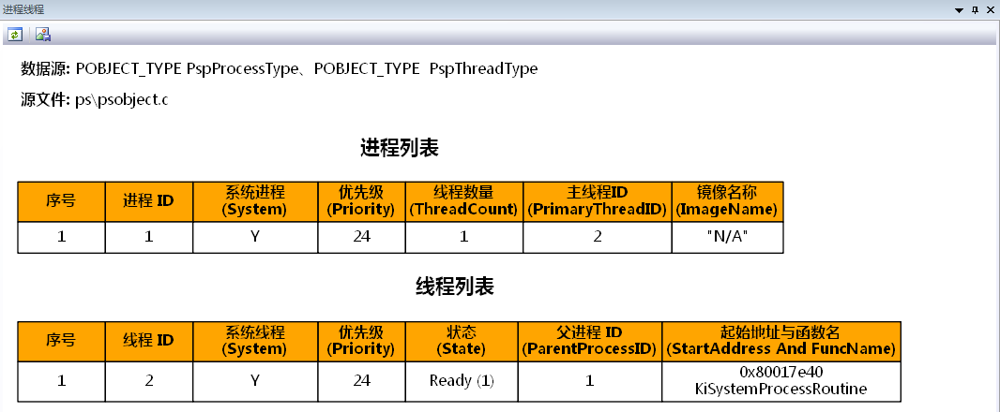 进程线程
数据源: POBJECT_TYPE PspProcessType、POBJECT_TYPE PspThreadType
源文件: ps\psobject.c
进程列表
序号 进程 ID 系统进程 (System) 优先级 (Priority) 线程数量 (ThreadCount) 主线程ID (PrimaryThreadID) 镜像名称 (ImageName)
1 1 Y 24 1 2 "N/A"
线程列表
序号 线程 ID 系统线程 (System) 优先级 (Priority) 状态 (State) 父进程 ID (ParentProcessID) 起始地址与函数名 (StartAddress And FuncName)
1 2 Y 24 Ready (1) 1 0x80017e40 KiSystemProcessRoutine